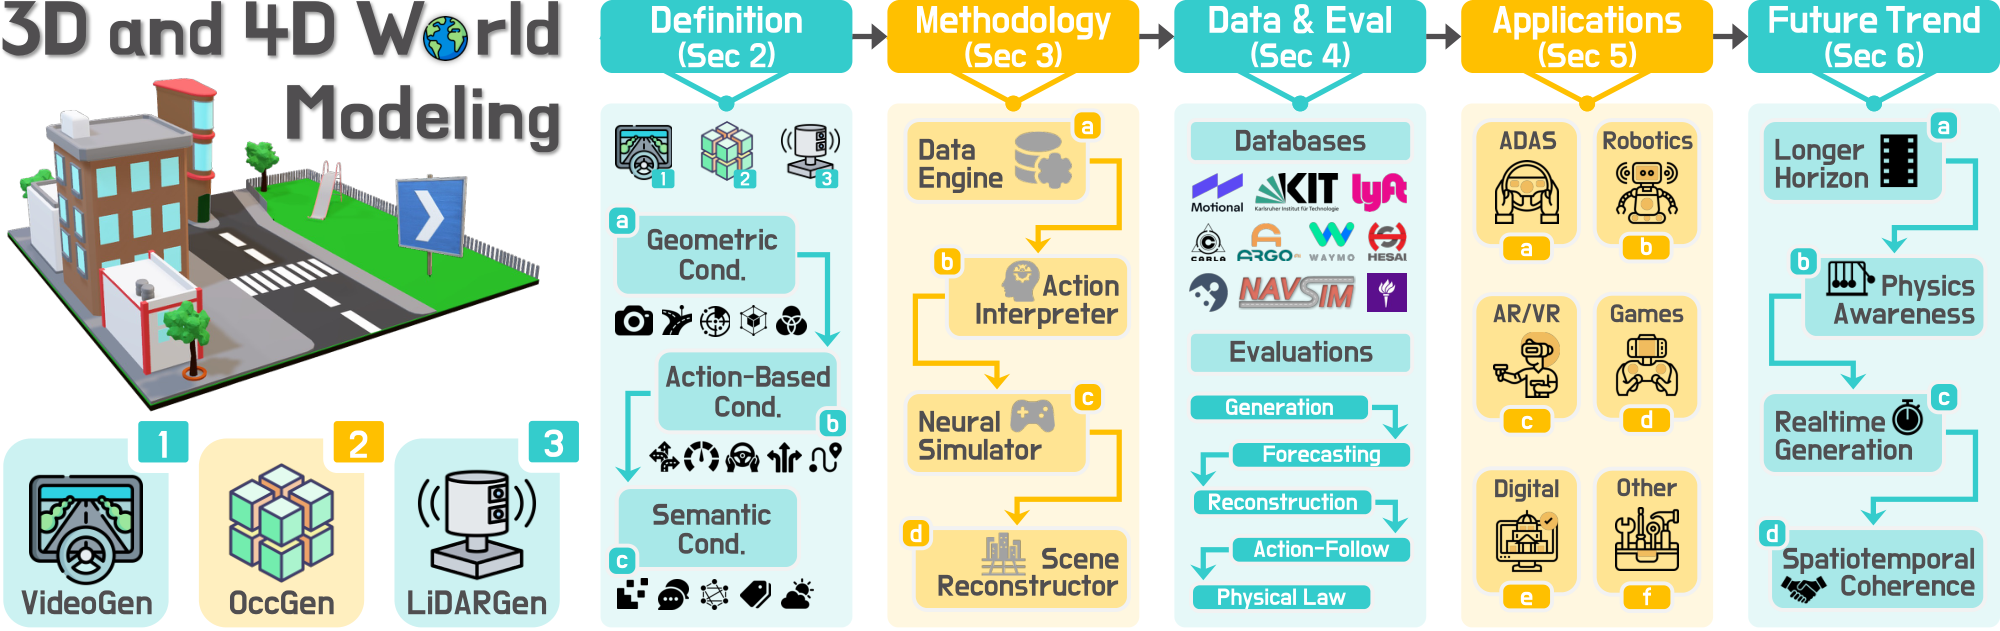 3D and 4D World
Modeling
1
VideoGen
2
OccGen
3
LiDARGen
Definition
(Sec 2)
1
2
3
a
Geometric
Cond.
Action-Based
Cond.
b
Semantic
Cond.
c
Methodology
(Sec 3)
a
Data
Engine
b
Action
Interpreter
c
Neural
Simulator
d
Scene
Reconstructor
Data & Eval
(Sec 4)
Databases
Motional
KIT
Karlsruher Institut für Technologie
lyft
CARLA
ARGO
WAYMO
HESAI
NAVSIM
Evaluations
Generation
Forecasting
Reconstruction
Action-Follow
Physical Law
Applications
(Sec 5)
ADAS
a
Robotics
b
AR/VR
c
Games
d
Digital
e
Other
f
Future Trend
(Sec 6)
a
Longer
Horizon
b
Physics
Awareness
c
Realtime
Generation
d
Spatiotemporal
Coherence